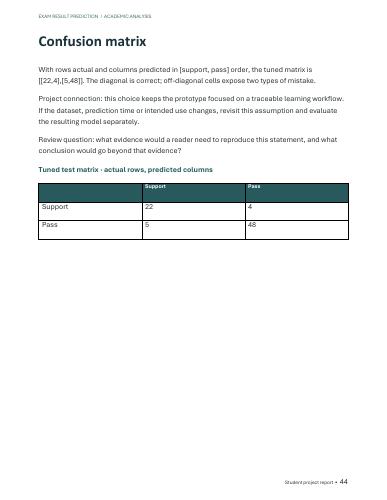 EXAM RESULT PREDICTION | ACADEMIC ANALYSIS
Confusion matrix
With rows actual and columns predicted in [support, pass] order, the tuned matrix is
[[22,4],[5,48]]. The diagonal is correct; off-diagonal cells expose two types of mistake.
Project connection: this choice keeps the prototype focused on a traceable learning workflow.
If the dataset, prediction time or intended use changes, revisit this assumption and evaluate
the resulting model separately.
Review question: what evidence would a reader need to reproduce this statement, and what
conclusion would go beyond that evidence?
Tuned test matrix · actual rows, predicted columns
Support Pass
Support 22 4
Pass 5 48
Student project report • 44